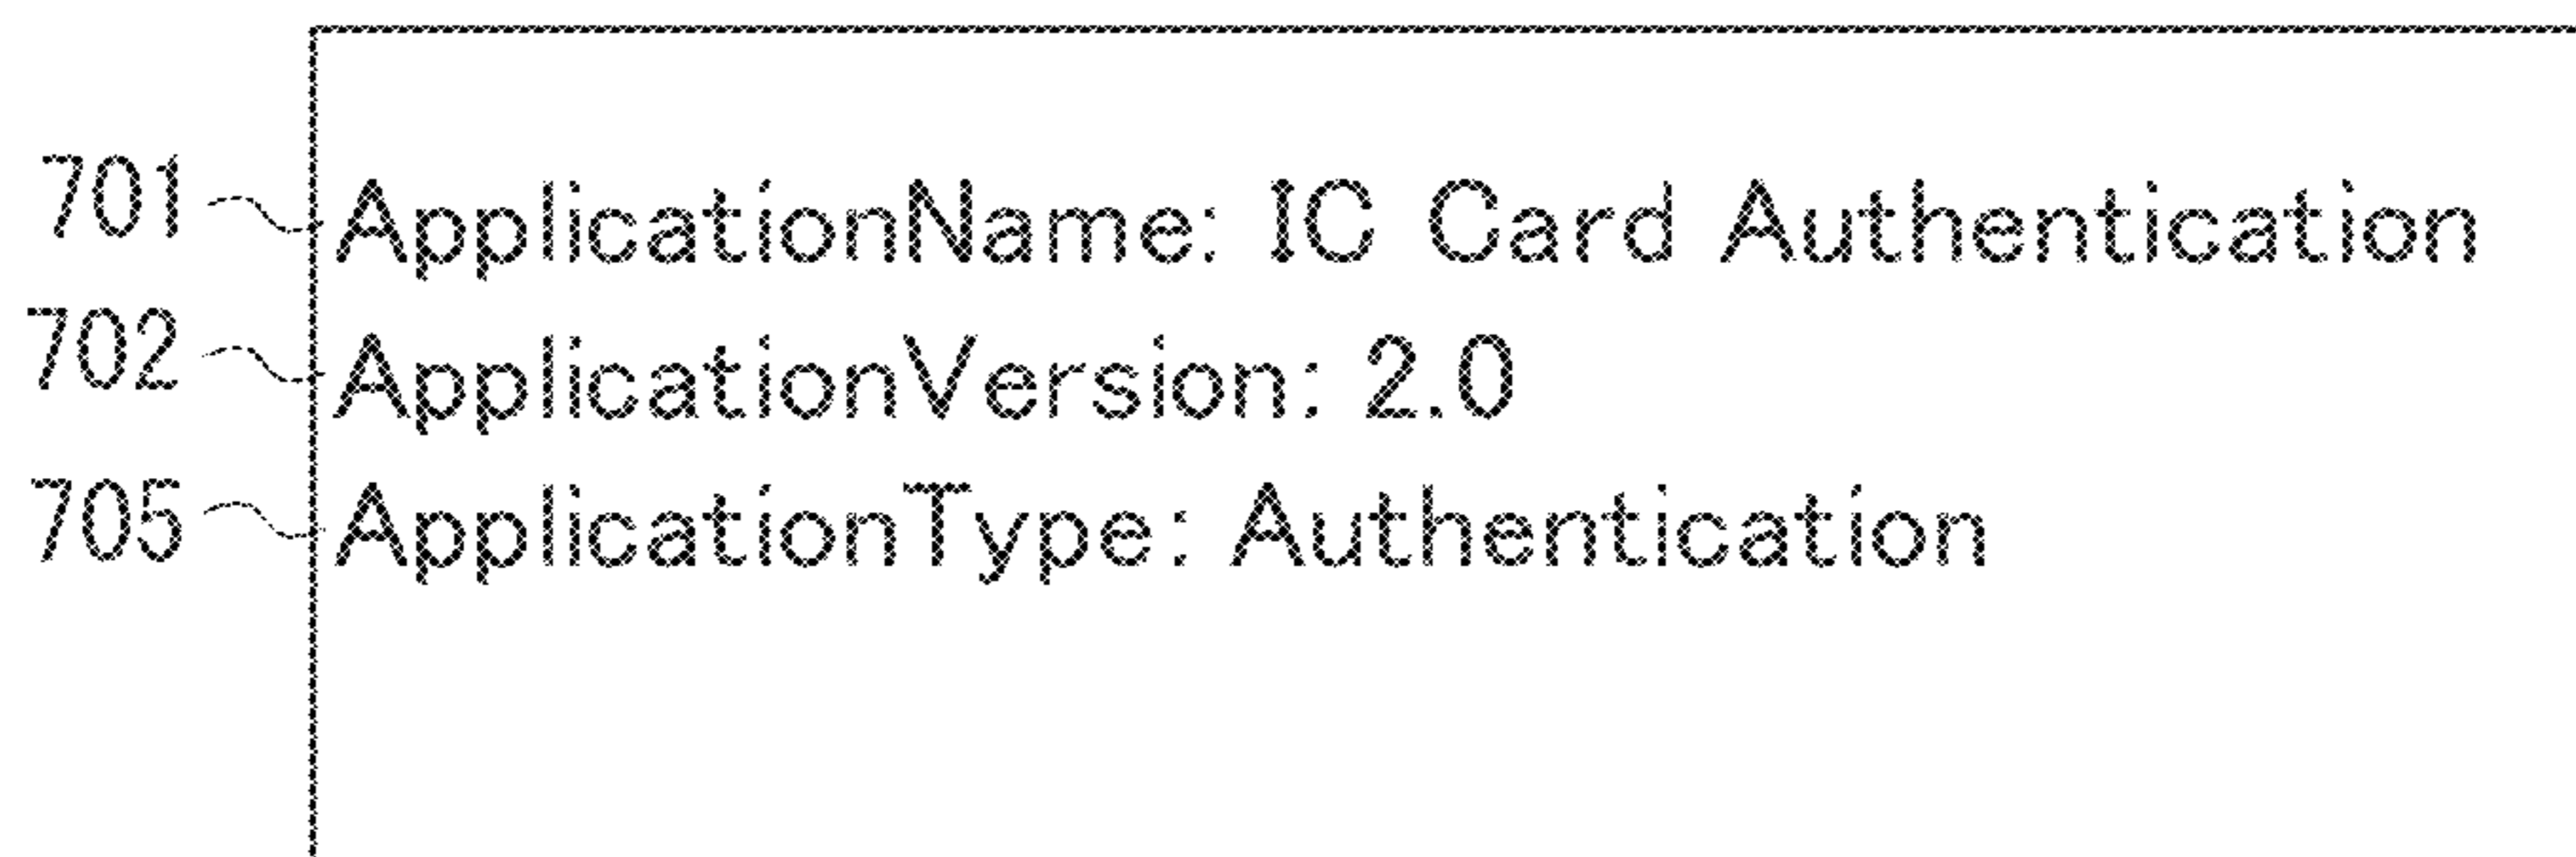 701 ApplicationName: IC Card Authentication
702 ApplicationVersion: 2.0
705 ApplicationType: Authentication